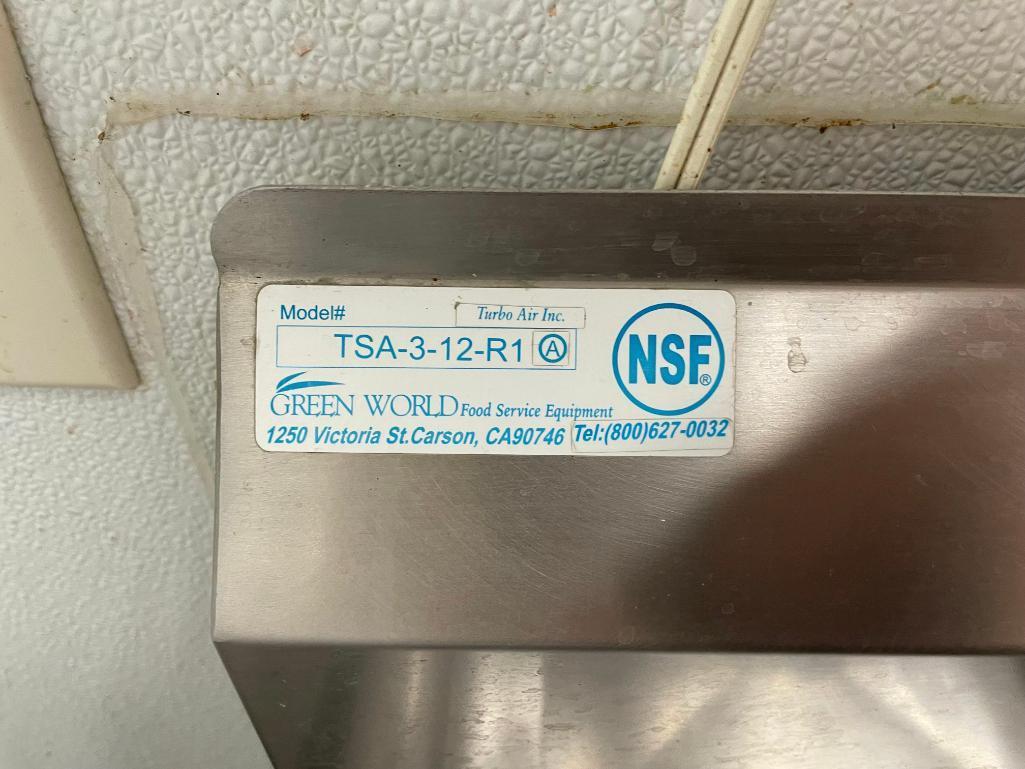 Model#
Turbo Air Inc.
TSA-3-12-R1 Ⓐ
GREEN WORLD Food Service Equipment
1250 Victoria St.Carson, CA90746 Tel:(800)627-0032
NSF®